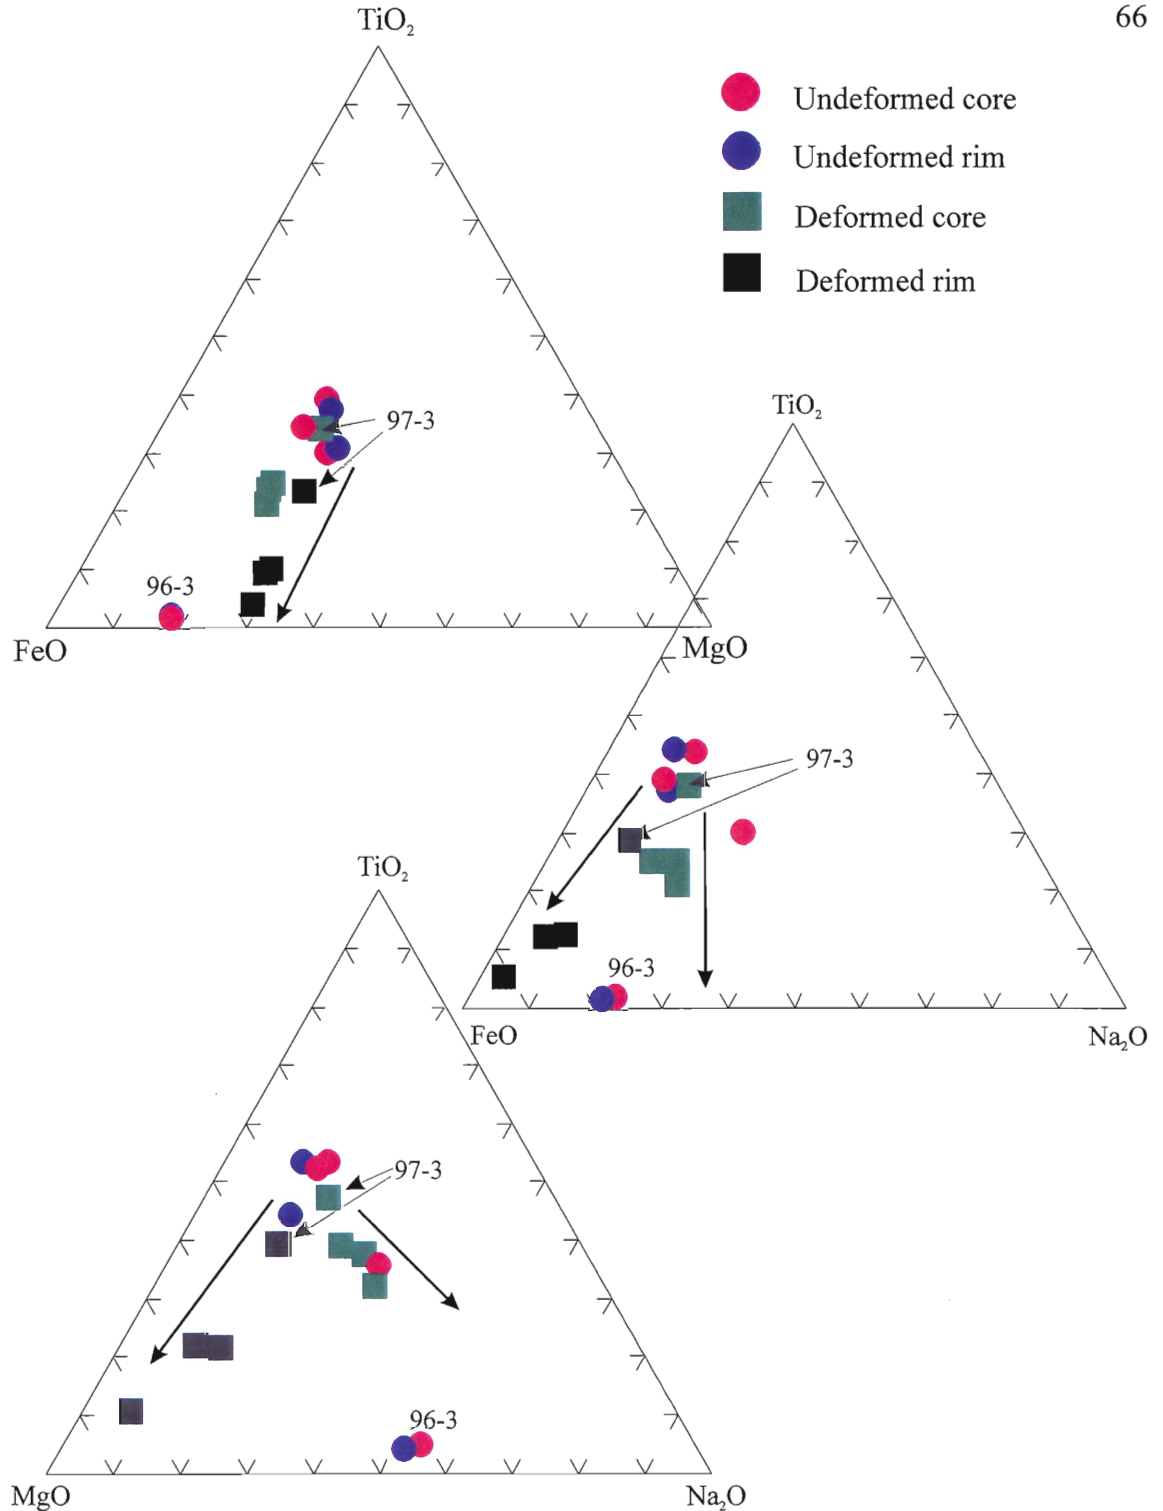 66
TiO₂
Undeformed core
Undeformed rim
Deformed core
Deformed rim
97-3
96-3
FeO
MgO
TiO₂
97-3
96-3
FeO
Na₂O
TiO₂
97-3
96-3
MgO
Na₂O